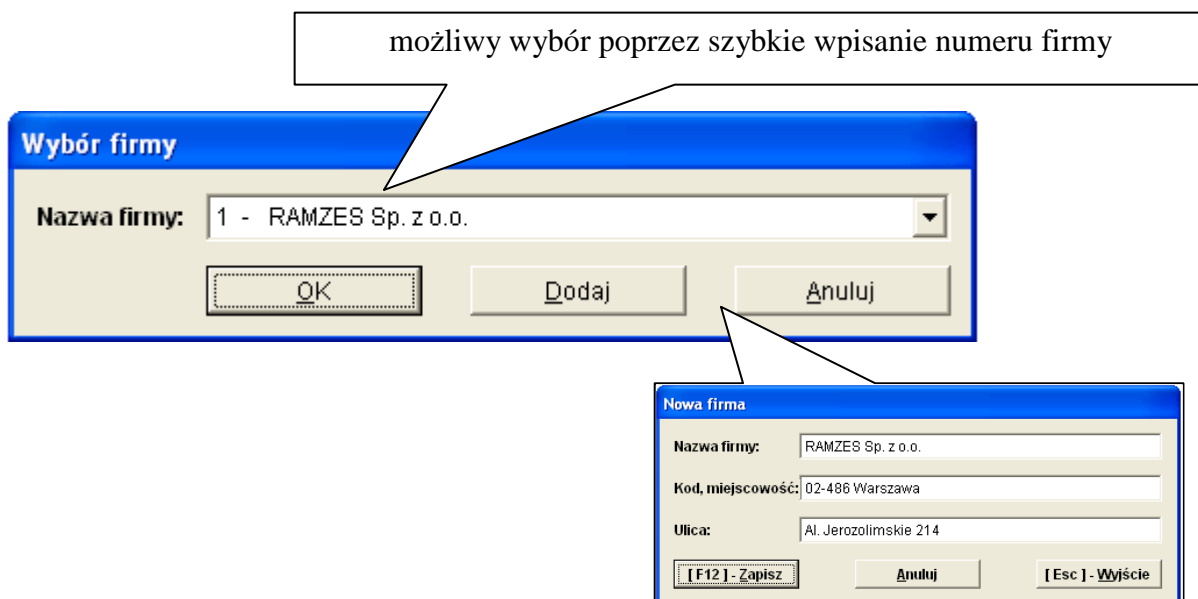 możliwy wybór poprzez szybkie wpisanie numeru firmy
Wybór firmy
Nazwa firmy: 1 - RAMZES Sp. z o.o.
OK Dodaj Anuluj
Nowa firma
Nazwa firmy: RAMZES Sp. z o.o.
Kod, miejscowość: 02-486 Warszawa
Ulica: Al. Jerozolimskie 214
[ F12 ] - Zapisz Anuluj [ Esc ] - Wyjście